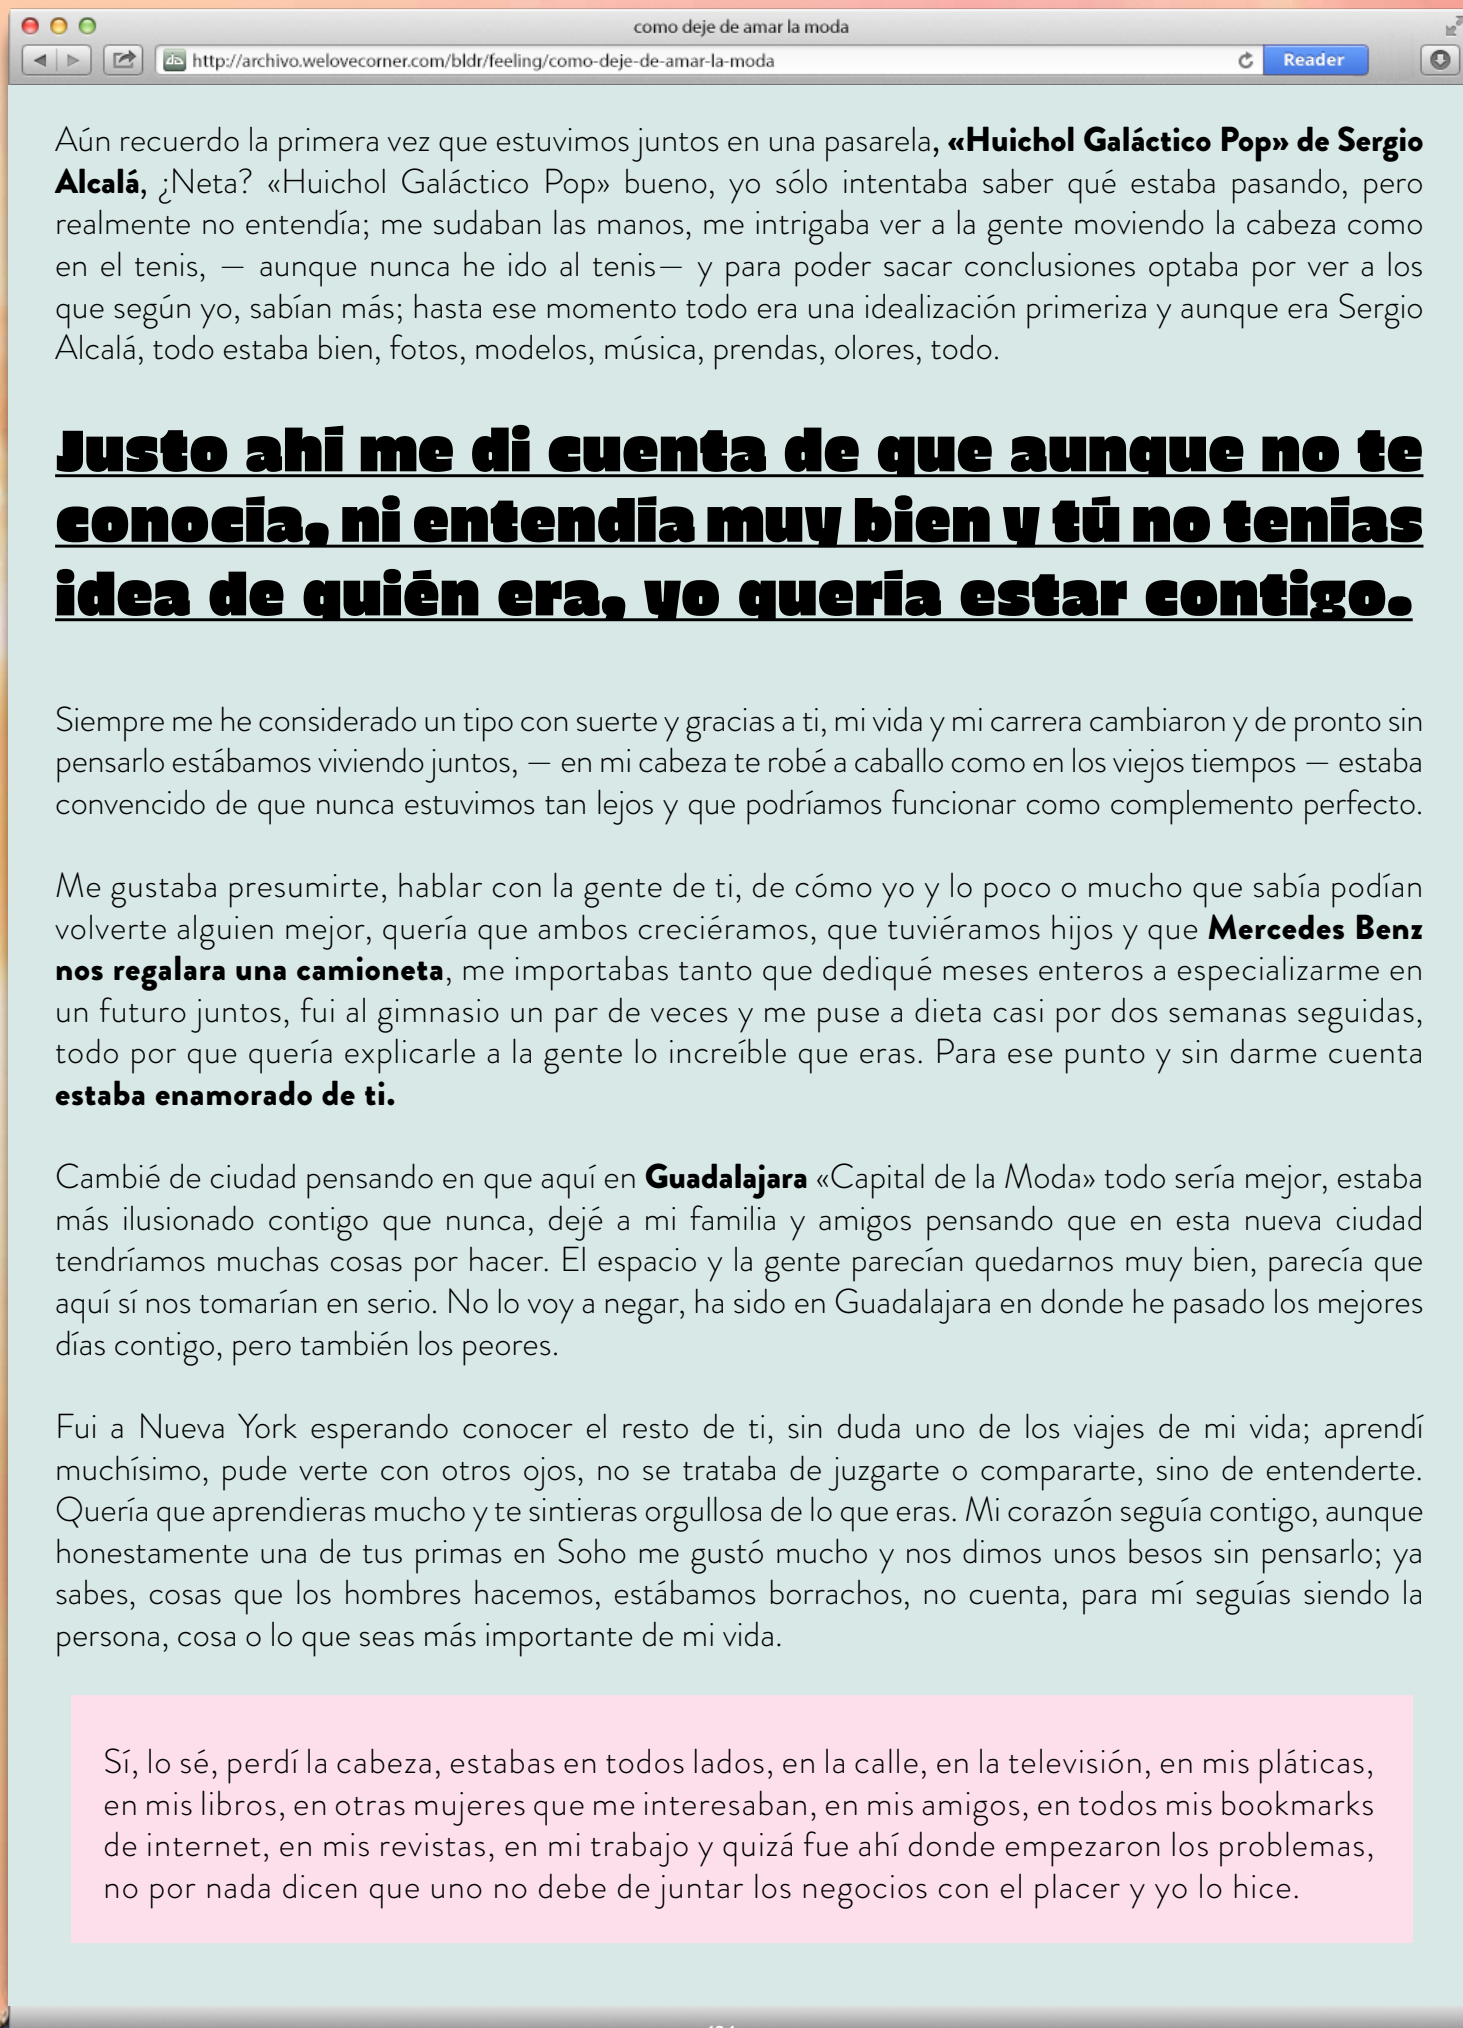 como deje de amar la moda
http://archivo.welovecorner.com/bldr/feeling/como-deje-de-amar-la-moda
Reader
Aún recuerdo la primera vez que estuvimos juntos en una pasarela, «Huichol Galáctico Pop» de Sergio
Alcalá, ¿Neta? «Huichol Galáctico Pop» bueno, yo sólo intentaba saber qué estaba pasando, pero
realmente no entendía; me sudaban las manos, me intrigaba ver a la gente moviendo la cabeza como
en el tenis, — aunque nunca he ido al tenis— y para poder sacar conclusiones optaba por ver a los
que según yo, sabían más; hasta ese momento todo era una idealización primeriza y aunque era Sergio
Alcalá, todo estaba bien, fotos, modelos, música, prendas, olores, todo.
Justo ahí me di cuenta de que aunque no te
conocía, ni entendía muy bien y tú no tenías
idea de quién era, yo quería estar contigo.
Siempre me he considerado un tipo con suerte y gracias a ti, mi vida y mi carrera cambiaron y de pronto sin
pensarlo estábamos viviendo juntos, — en mi cabeza te robé a caballo como en los viejos tiempos — estaba
convencido de que nunca estuvimos tan lejos y que podríamos funcionar como complemento perfecto.
Me gustaba presumirte, hablar con la gente de ti, de cómo yo y lo poco o mucho que sabía podían
volverte alguien mejor, quería que ambos creciéramos, que tuviéramos hijos y que Mercedes Benz
nos regalara una camioneta, me importabas tanto que dediqué meses enteros a especializarme en
un futuro juntos, fui al gimnasio un par de veces y me puse a dieta casi por dos semanas seguidas,
todo por que quería explicarle a la gente lo increíble que eras. Para ese punto y sin darme cuenta
estaba enamorado de ti.
Cambié de ciudad pensando en que aquí en Guadalajara «Capital de la Moda» todo sería mejor, estaba
más ilusionado contigo que nunca, dejé a mi familia y amigos pensando que en esta nueva ciudad
tendríamos muchas cosas por hacer. El espacio y la gente parecían quedarnos muy bien, parecía que
aquí sí nos tomarían en serio. No lo voy a negar, ha sido en Guadalajara en donde he pasado los mejores
días contigo, pero también los peores.
Fui a Nueva York esperando conocer el resto de ti, sin duda uno de los viajes de mi vida; aprendí
muchísimo, pude verte con otros ojos, no se trataba de juzgarte o compararte, sino de entenderte.
Quería que aprendieras mucho y te sintieras orgullosa de lo que eras. Mi corazón seguía contigo, aunque
honestamente una de tus primas en Soho me gustó mucho y nos dimos unos besos sin pensarlo; ya
sabes, cosas que los hombres hacemos, estábamos borrachos, no cuenta, para mí seguías siendo la
persona, cosa o lo que seas más importante de mi vida.
Sí, lo sé, perdí la cabeza, estabas en todos lados, en la calle, en la televisión, en mis pláticas,
en mis libros, en otras mujeres que me interesaban, en mis amigos, en todos mis bookmarks
de internet, en mis revistas, en mi trabajo y quizá fue ahí donde empezaron los problemas,
no por nada dicen que uno no debe de juntar los negocios con el placer y yo lo hice.